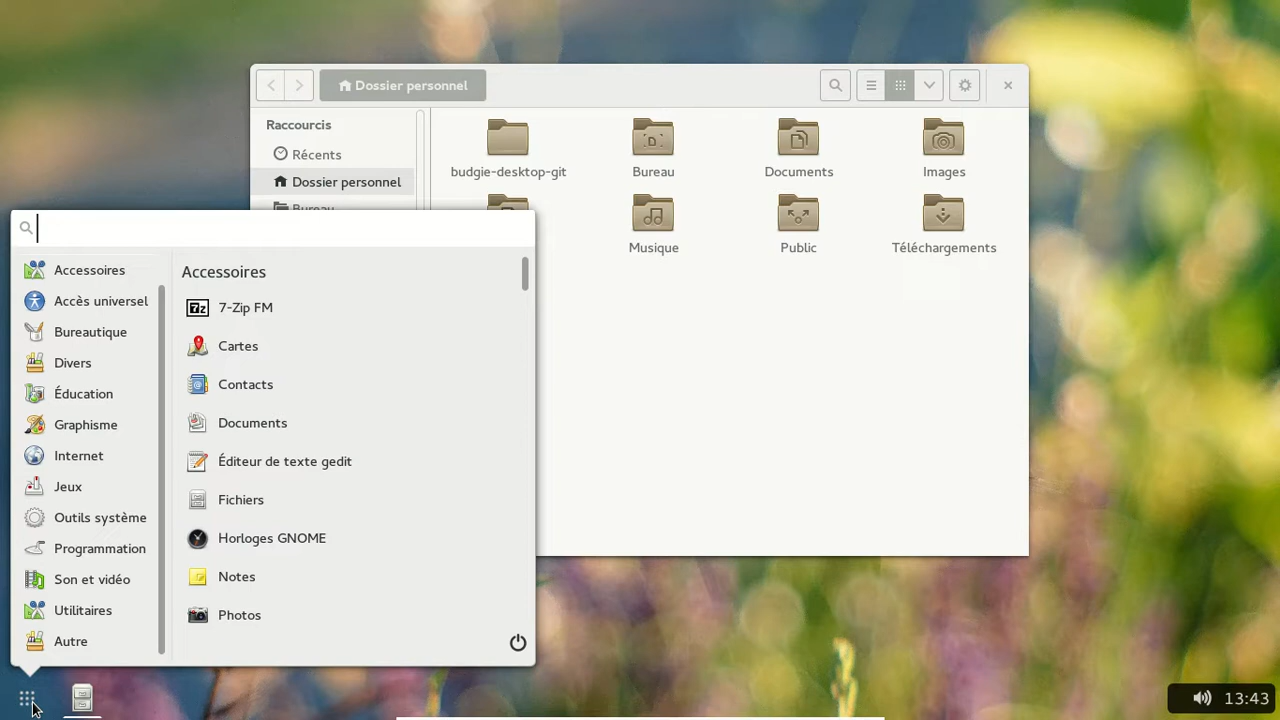 Dossier personnel
Raccourcis
Récents
Dossier personnel
Bureau
budgie-desktop-git
Bureau
Documents
Images
Musique
Public
Téléchargements
Accessoires
Accès universel
Bureautique
Divers
Éducation
Graphisme
Internet
Jeux
Outils système
Programmation
Son et vidéo
Utilitaires
Autre
Accessoires
7z
7-Zip FM
Cartes
Contacts
Documents
Éditeur de texte gedit
Fichiers
Horloges GNOME
Notes
Photos
13:43